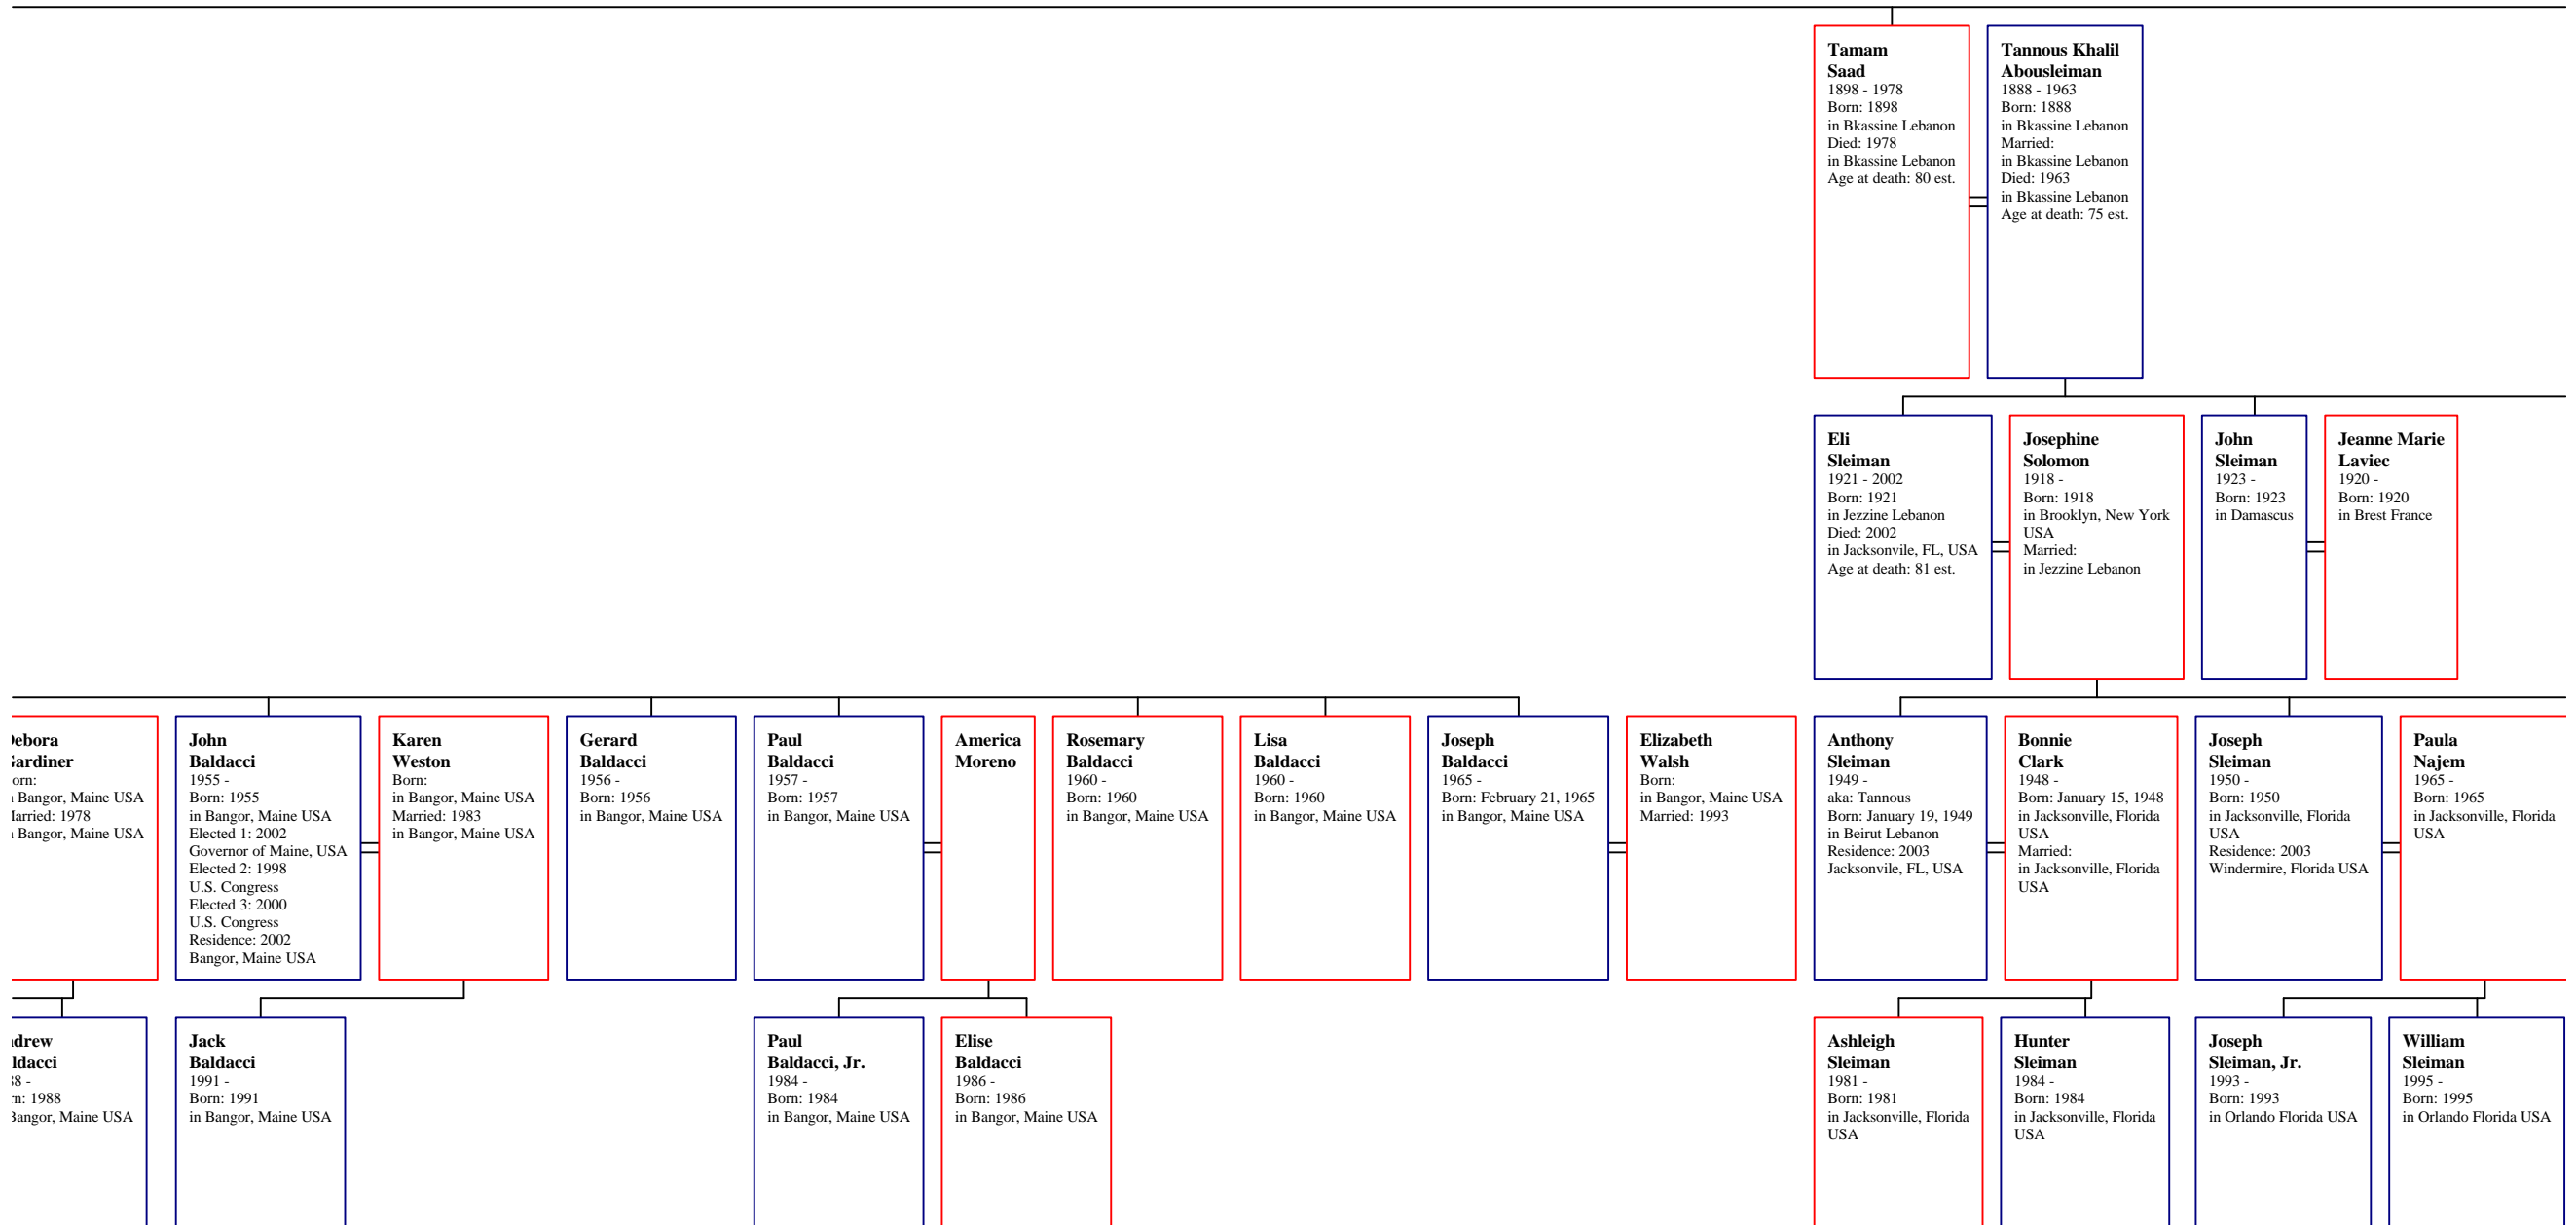 Tamam
Saad
1898 - 1978
Born: 1898
in Bkassine Lebanon
Died: 1978
in Bkassine Lebanon
Age at death: 80 est.
Tannous Khalil
Abousleiman
1888 - 1963
Born: 1888
in Bkassine Lebanon
Married:
in Bkassine Lebanon
Died: 1963
in Bkassine Lebanon
Age at death: 75 est.
Eli
Sleiman
1921 - 2002
Born: 1921
in Jezzine Lebanon
Died: 2002
in Jacksonvile, FL, USA
Age at death: 81 est.
Josephine
Solomon
1918 -
Born: 1918
in Brooklyn, New York
USA
Married:
in Jezzine Lebanon
John
Sleiman
1923 -
Born: 1923
in Damascus
Jeanne Marie
Laviec
1920 -
Born: 1920
in Brest France
Bangor, Maine USA
1978
Bangor, Maine USA
John
Baldacci
1955 -
Born: 1955
in Bangor, Maine USA
Elected 1: 2002
Governor of Maine, USA
Elected 2: 1998
U.S. Congress
Elected 3: 2000
U.S. Congress
Residence: 2002
Bangor, Maine USA
Karen
Weston
Born:
in Bangor, Maine USA
Married: 1983
in Bangor, Maine USA
Gerard
Baldacci
1956 -
Born: 1956
in Bangor, Maine USA
Paul
Baldacci
1957 -
Born: 1957
in Bangor, Maine USA
America
Moreno
Rosemary
Baldacci
1960 -
Born: 1960
in Bangor, Maine USA
Lisa
Baldacci
1960 -
Born: 1960
in Bangor, Maine USA
Joseph
Baldacci
1965 -
Born: February 21, 1965
in Bangor, Maine USA
Elizabeth
Walsh
Born:
in Bangor, Maine USA
Married: 1993
Anthony
Sleiman
1949 -
aka: Tannous
Born: January 19, 1949
in Beirut Lebanon
Residence: 2003
Jacksonvile, FL, USA
Bonnie
Clark
1948 -
Born: January 15, 1948
in Jacksonville, Florida
USA
Married:
in Jacksonville, Florida
USA
Joseph
Sleiman
1950 -
Born: 1950
in Jacksonville, Florida
USA
Residence: 2003
Windermire, Florida USA
Paula
Najem
1965 -
Born: 1965
in Jacksonville, Florida
USA
1988
Bangor, Maine USA
Jack
Baldacci
1991 -
Born: 1991
in Bangor, Maine USA
Paul
Baldacci, Jr.
1984 -
Born: 1984
in Bangor, Maine USA
Elise
Baldacci
1986 -
Born: 1986
in Bangor, Maine USA
Ashleigh
Sleiman
1981 -
Born: 1981
in Jacksonville, Florida
USA
Hunter
Sleiman
1984 -
Born: 1984
in Jacksonville, Florida
USA
Joseph
Sleiman, Jr.
1993 -
Born: 1993
in Orlando Florida USA
William
Sleiman
1995 -
Born: 1995
in Orlando Florida USA